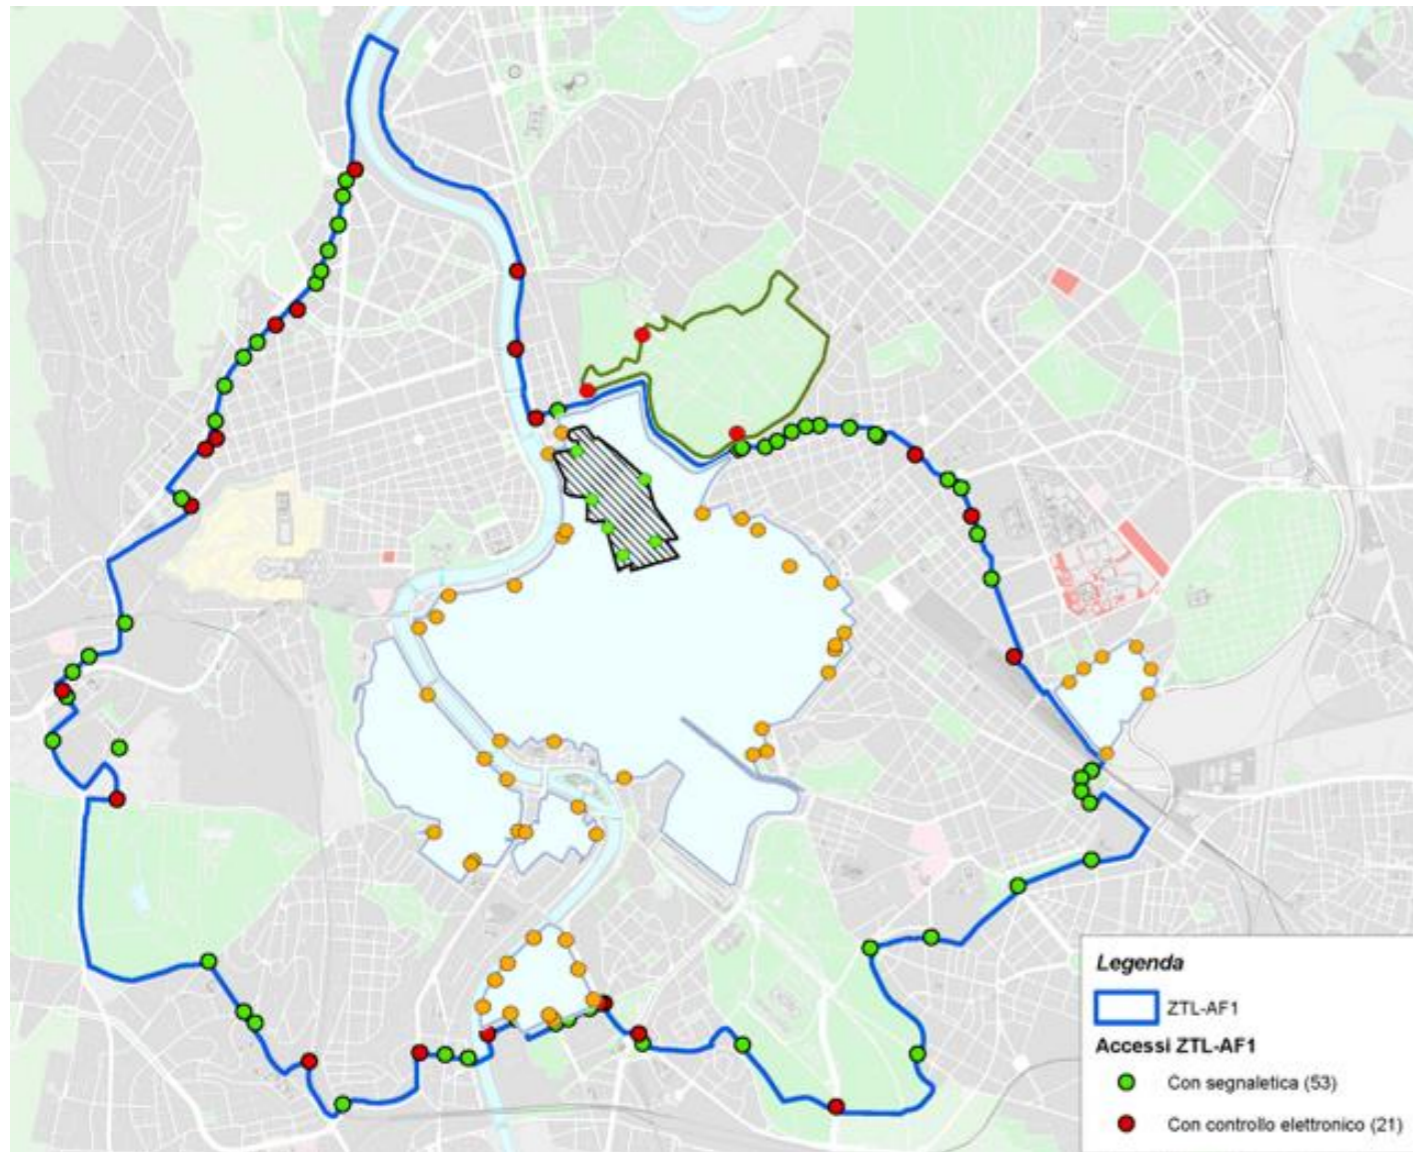 Legenda
ZTL-AF1
Accessi ZTL-AF1
Con segnaletica (53)
Con controllo elettronico (21)